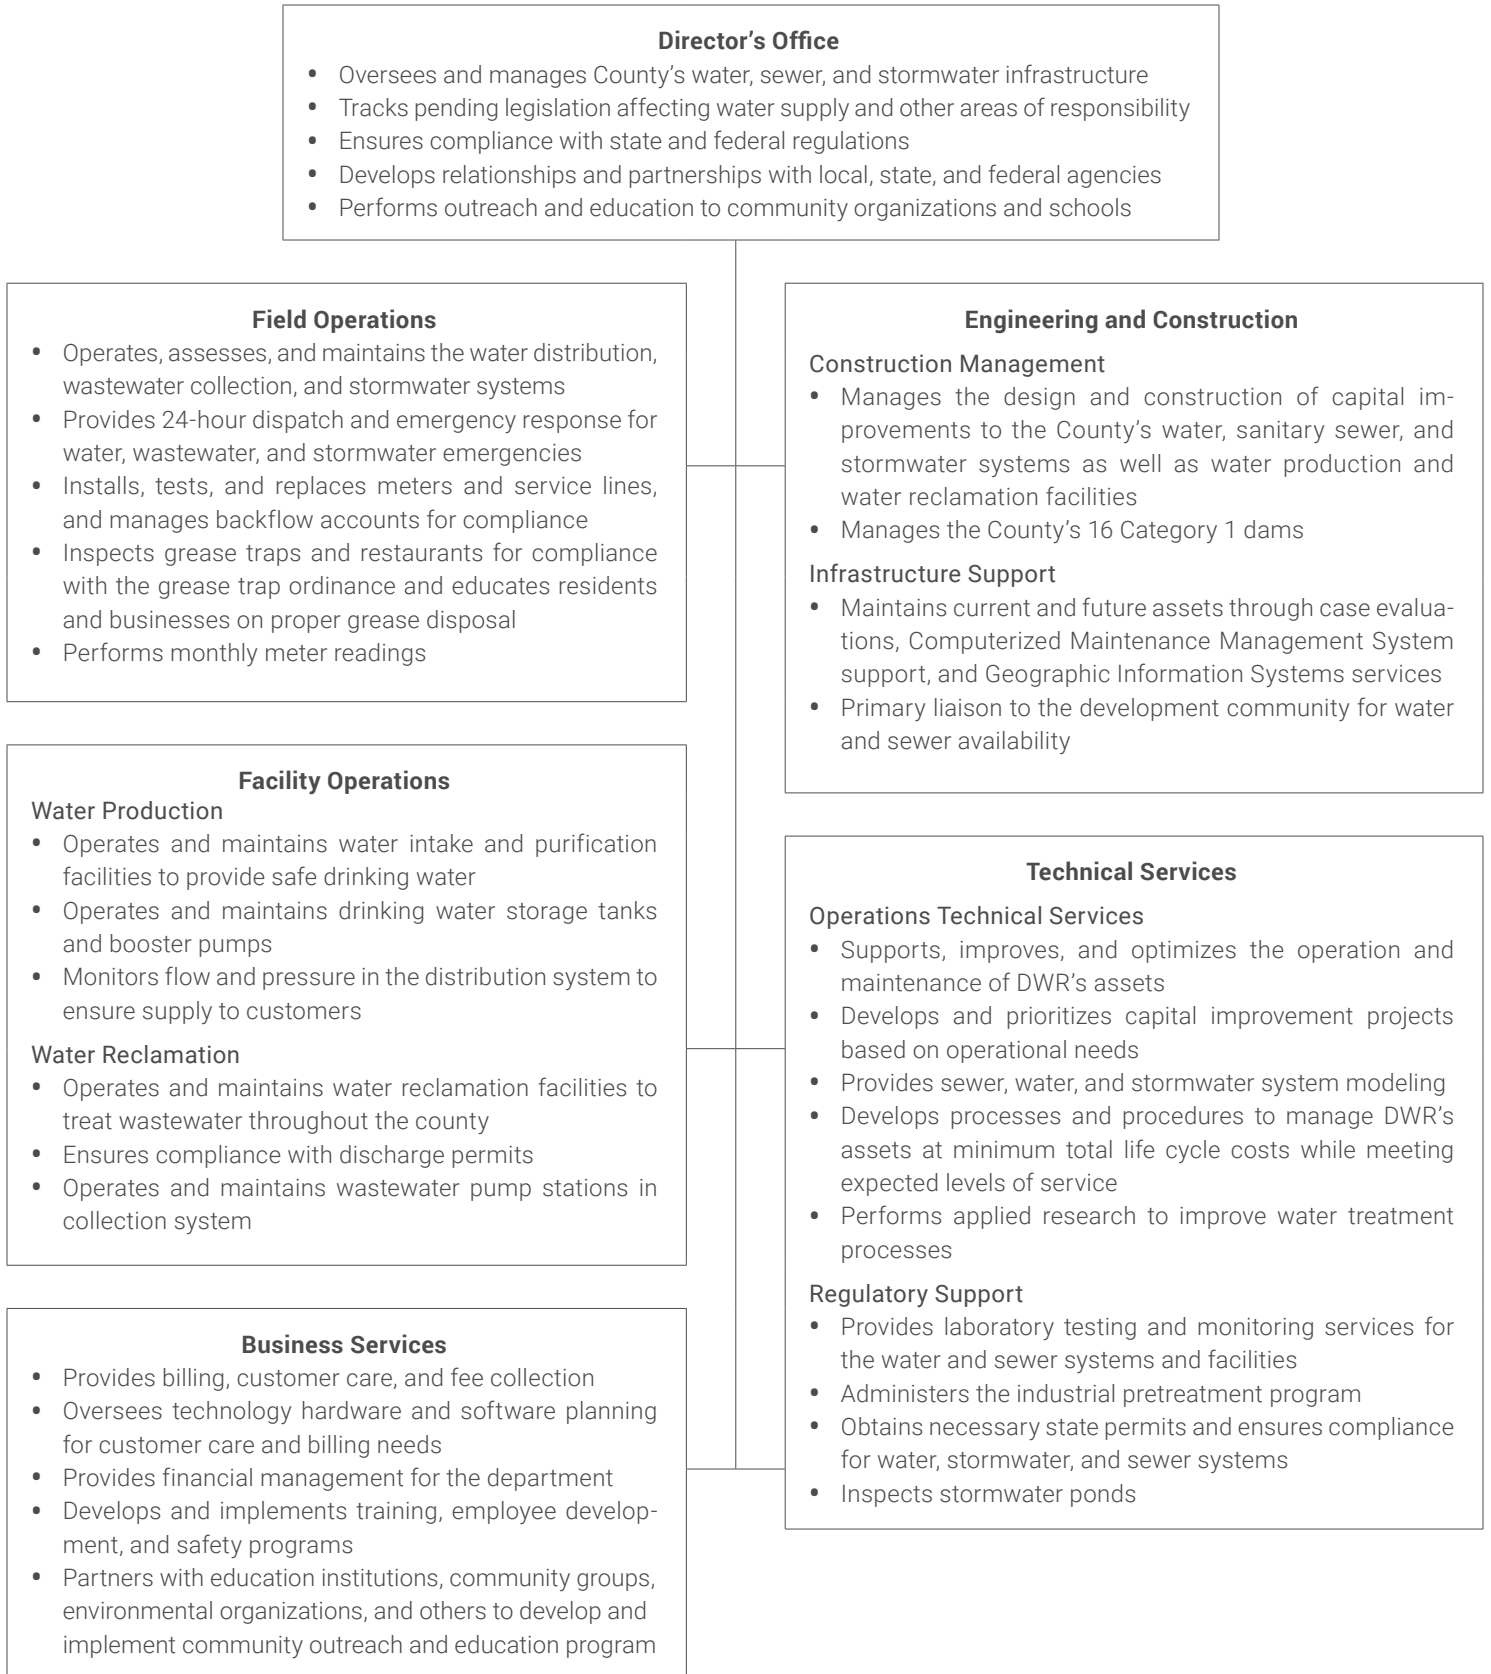 Director’s Office
• Oversees and manages County’s water, sewer, and stormwater infrastructure
• Tracks pending legislation affecting water supply and other areas of responsibility
• Ensures compliance with state and federal regulations
• Develops relationships and partnerships with local, state, and federal agencies
• Performs outreach and education to community organizations and schools
Field Operations
• Operates, assesses, and maintains the water distribution,
wastewater collection, and stormwater systems
• Provides 24-hour dispatch and emergency response for
water, wastewater, and stormwater emergencies
• Installs, tests, and replaces meters and service lines,
and manages backflow accounts for compliance
• Inspects grease traps and restaurants for compliance
with the grease trap ordinance and educates residents
and businesses on proper grease disposal
• Performs monthly meter readings
Engineering and Construction
Construction Management
• Manages the design and construction of capital im-
provements to the County’s water, sanitary sewer, and
stormwater systems as well as water production and
water reclamation facilities
• Manages the County’s 16 Category 1 dams
Infrastructure Support
• Maintains current and future assets through case evalua-
tions, Computerized Maintenance Management System
support, and Geographic Information Systems services
• Primary liaison to the development community for water
and sewer availability
Facility Operations
Water Production
• Operates and maintains water intake and purification
facilities to provide safe drinking water
• Operates and maintains drinking water storage tanks
and booster pumps
• Monitors flow and pressure in the distribution system to
ensure supply to customers
Water Reclamation
• Operates and maintains water reclamation facilities to
treat wastewater throughout the county
• Ensures compliance with discharge permits
• Operates and maintains wastewater pump stations in
collection system
Technical Services
Operations Technical Services
• Supports, improves, and optimizes the operation and
maintenance of DWR’s assets
• Develops and prioritizes capital improvement projects
based on operational needs
• Provides sewer, water, and stormwater system modeling
• Develops processes and procedures to manage DWR’s
assets at minimum total life cycle costs while meeting
expected levels of service
• Performs applied research to improve water treatment
processes
Regulatory Support
• Provides laboratory testing and monitoring services for
the water and sewer systems and facilities
• Administers the industrial pretreatment program
• Obtains necessary state permits and ensures compliance
for water, stormwater, and sewer systems
• Inspects stormwater ponds
Business Services
• Provides billing, customer care, and fee collection
• Oversees technology hardware and software planning
for customer care and billing needs
• Provides financial management for the department
• Develops and implements training, employee develop-
ment, and safety programs
• Partners with education institutions, community groups,
environmental organizations, and others to develop and
implement community outreach and education program